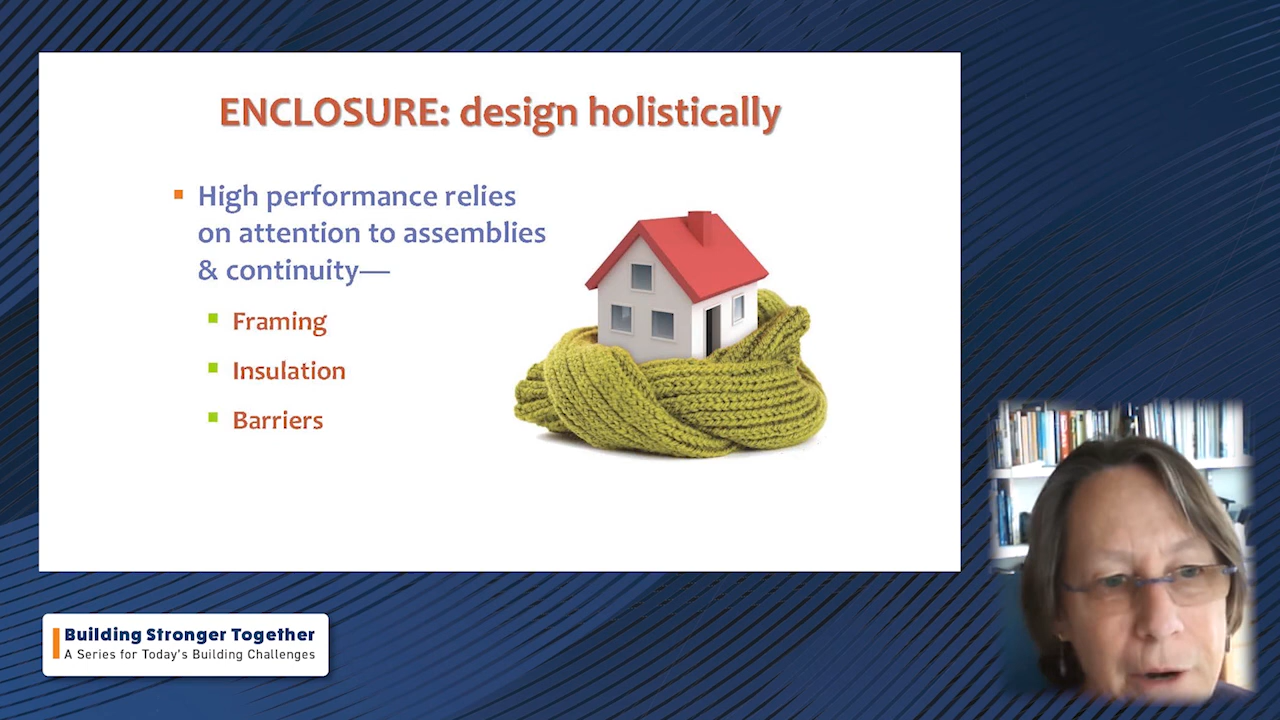 ENCLOSURE: design holistically
High performance relies
on attention to assemblies
& continuity—
Framing
Insulation
Barriers
Building Stronger Together
A Series for Today's Building Challenges